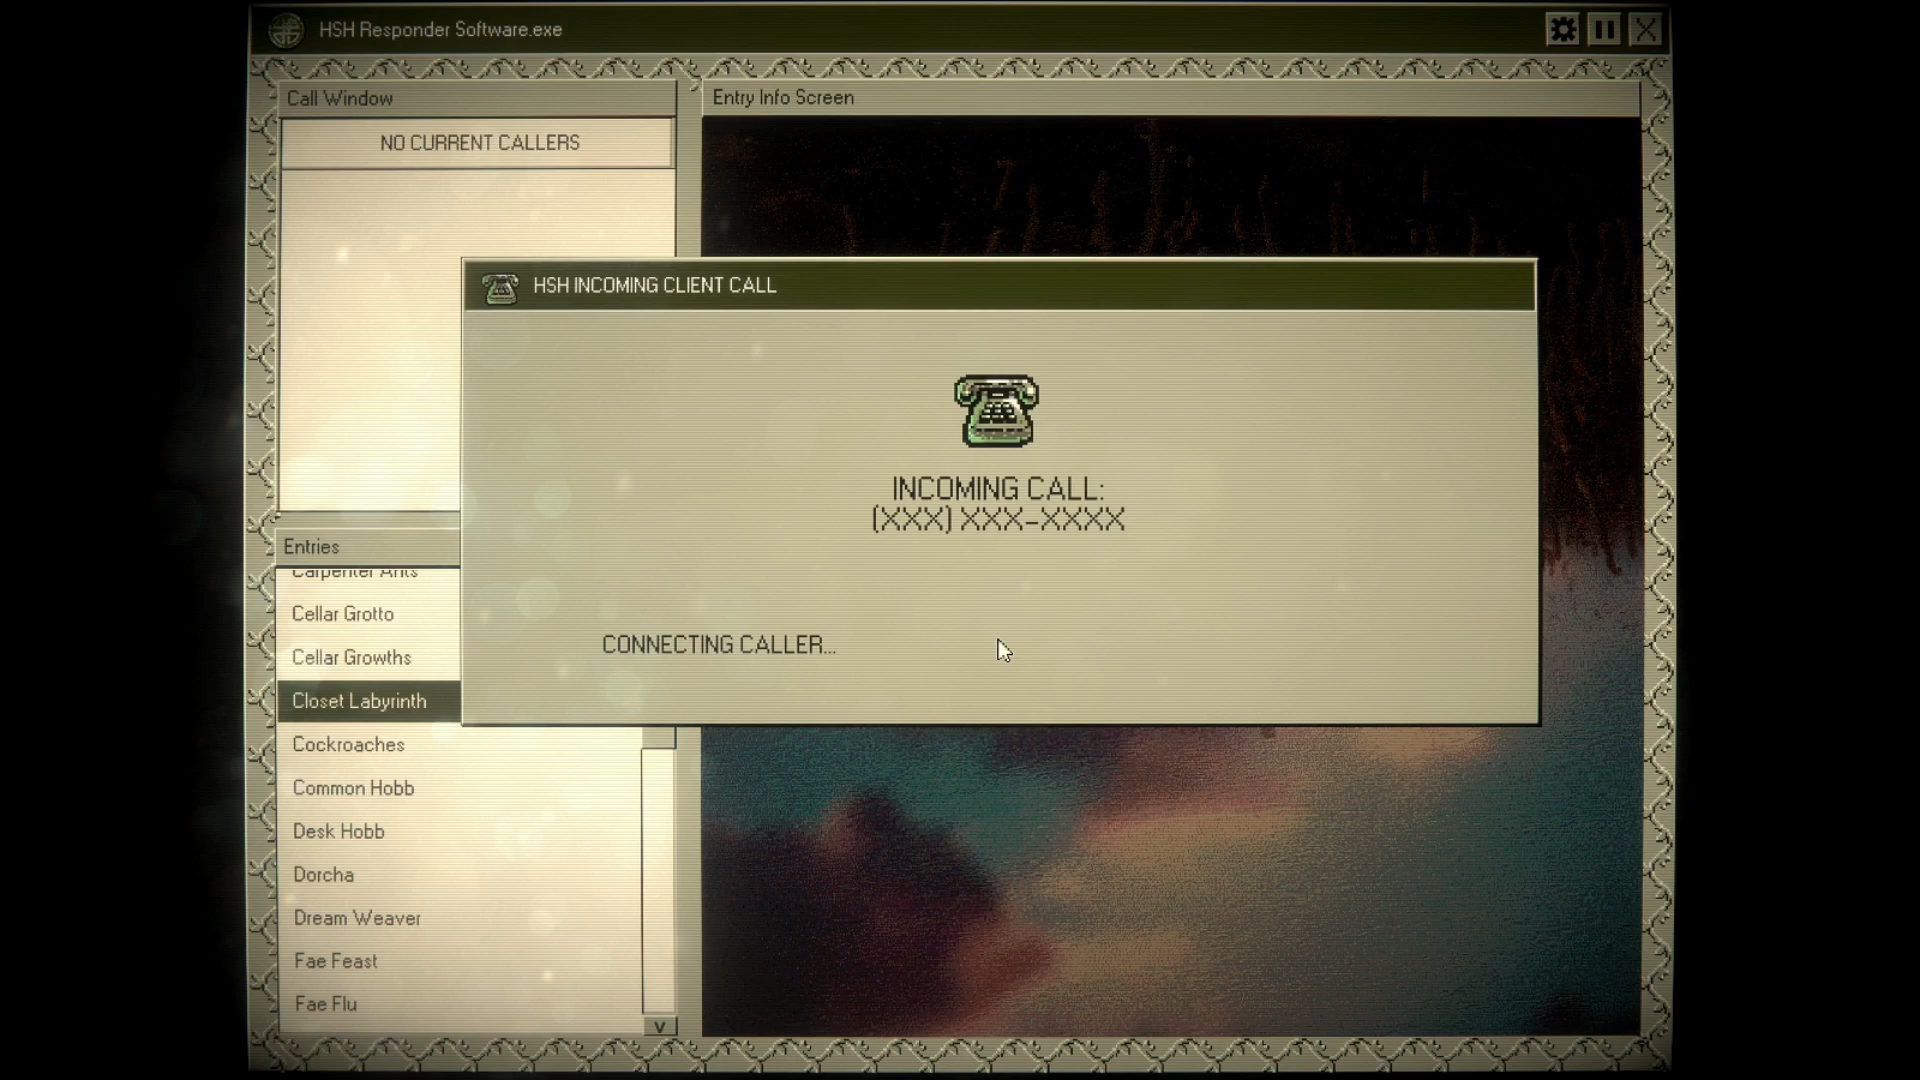 HSH Responder Software.exe
Call Window
Entry Info Screen
NO CURRENT CALLERS
HSH INCOMING CLIENT CALL
INCOMING CALL:
(XXX) XXX-XXXX
CONNECTING CALLER...
Entries
Carpenter Ants
Cellar Grotto
Cellar Growths
Closet Labyrinth
Cockroaches
Common Hobb
Desk Hobb
Dorcha
Dream Weaver
Fae Feast
Fae Flu
V